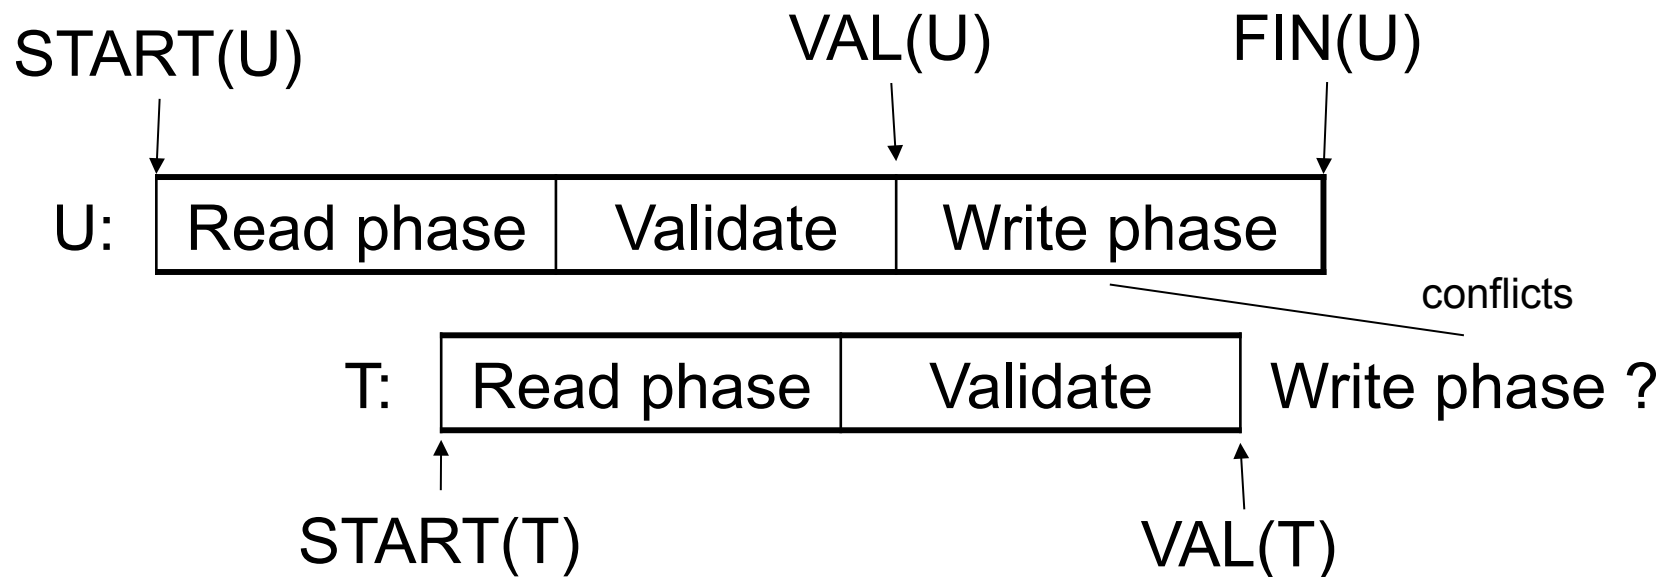 START(U)
VAL(U)
FIN(U)
U: Read phase Validate Write phase
conflicts
T: Read phase Validate Write phase ?
START(T)
VAL(T)